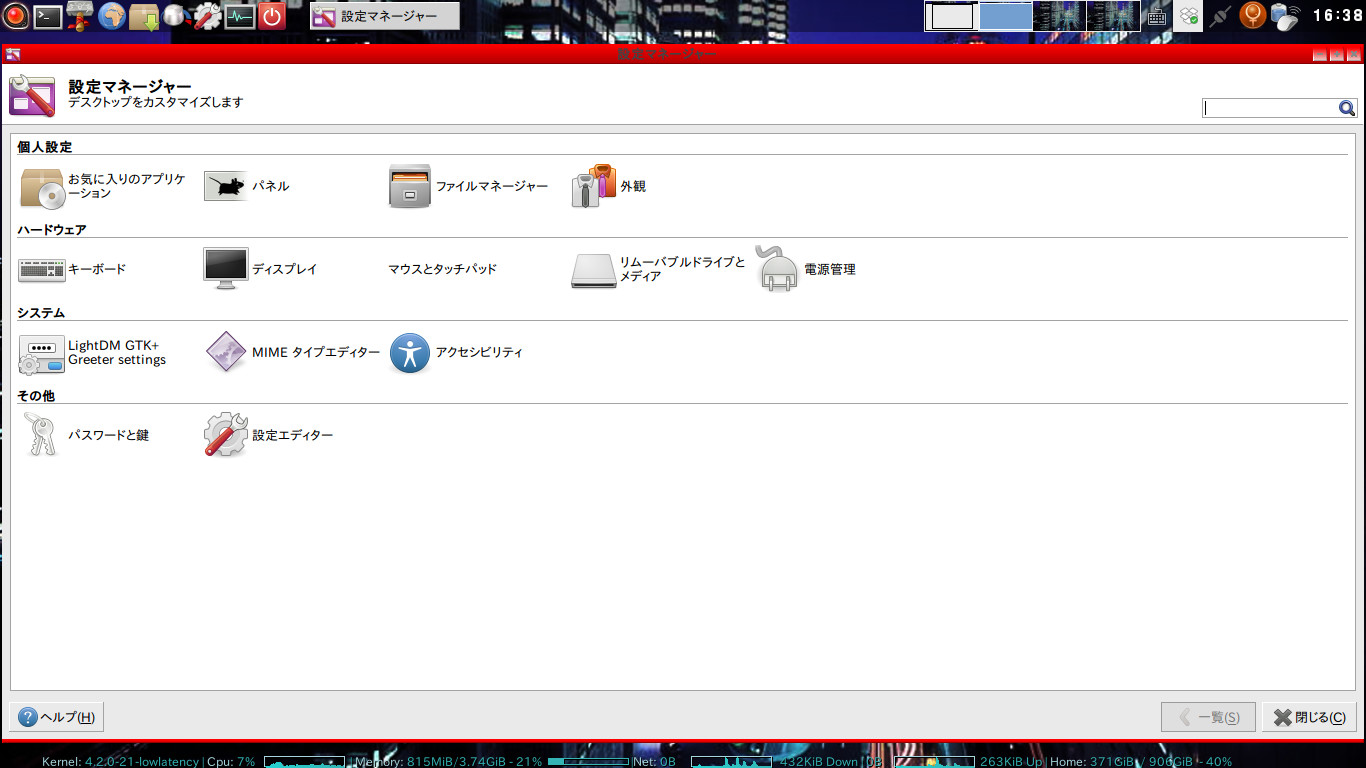 設定マネージャー
16:38
設定マネージャー
設定マネージャー
デスクトップをカスタマイズします
個人設定
お気に入りのアプリケ
ーション
パネル
ファイルマネージャー
外観
ハードウェア
キーボード
ディスプレイ
マウスとタッチパッド
リムーバブルドライブと
メディア
電源管理
システム
LightDM GTK+
Greeter settings
MIME タイプエディター
アクセシビリティ
その他
パスワードと鍵
設定エディター
ヘルプ(H)
一覧(S)
閉じる(C)
Kernel: 4.2.0-21-lowlatency | Cpu: 7% | Memory: 815MiB/3.74GiB - 21% Net: 0B 432KiB Down / 0B 263KiB Up | Home: 371GiB / 906GiB - 40%